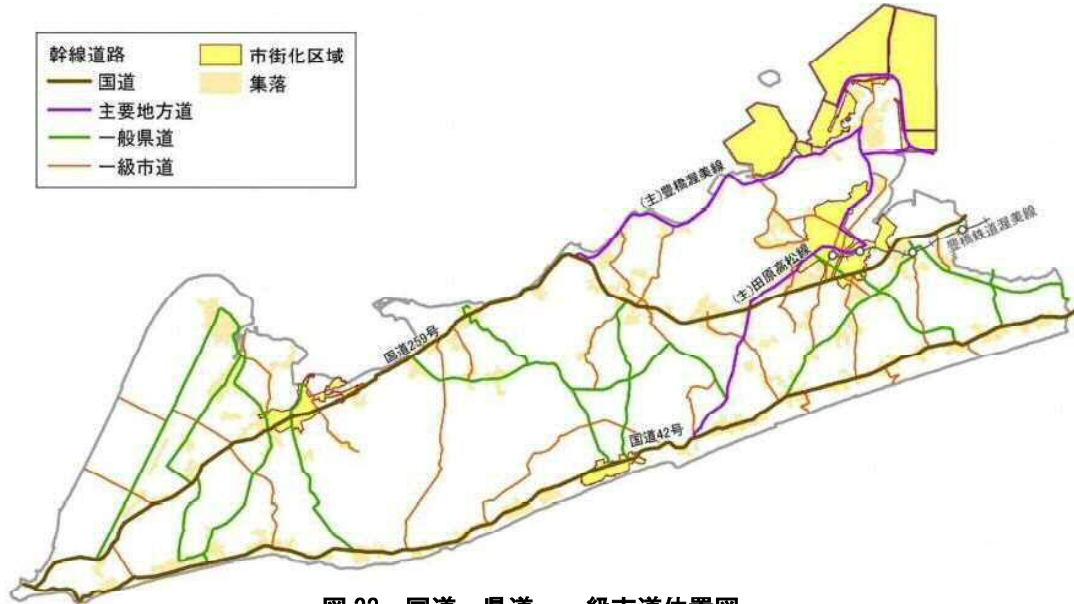 幹線道路
国道
主要地方道
一般県道
一級市道
市街化区域
集落
(主)豊橋渥美線
(主)田原高松線
豊橋鉄道渥美線
国道259号
国道42号